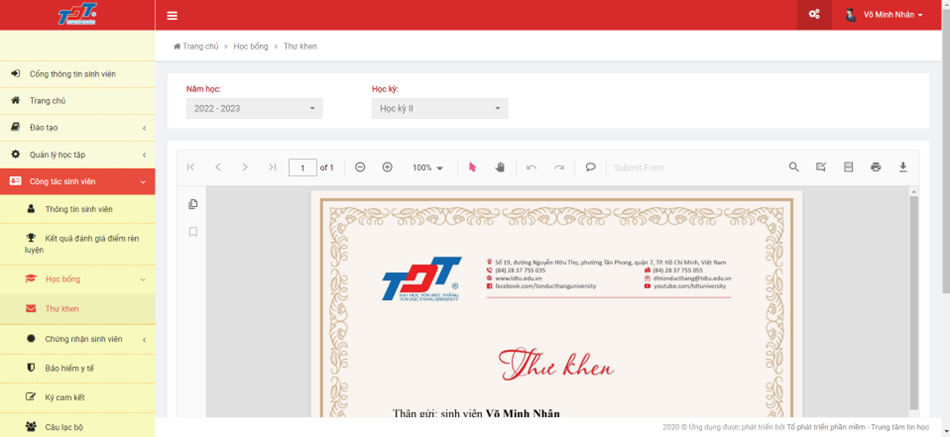 TDT
Võ Minh Nhân
Trang chủ > Học bổng > Thư khen
Cổng thông tin sinh viên
Trang chủ
Đào tạo
Quản lý học tập
Công tác sinh viên
Thông tin sinh viên
Kết quả đánh giá điểm rèn
luyện
Học bổng
Thư khen
Chứng nhận sinh viên
Bảo hiểm y tế
Ký cam kết
Câu lạc bộ
Năm học:
Học kỳ:
2022 - 2023
Học kỳ II
1 of 1
100%
Submit Form
TDT
ĐẠI HỌC TÔN ĐỨC THẮNG
TON DUC THANG UNIVERSITY
Số 19, đường Nguyễn Hữu Thọ, phường Tân Phong, quận 7, TP. Hồ Chí Minh, Việt Nam
(84) 28 37 755 035
(84) 28 37 755 055
www.tdtu.edu.vn
dhtonducthang@tdtu.edu.vn
facebook.com/tonducthanguniversity
youtube.com/tdtuniversity
Thư khen
Thân gửi: sinh viên Võ Minh Nhân
2020 © Ứng dụng được phát triển bởi Tổ phát triển phần mềm - Trung tâm tin học